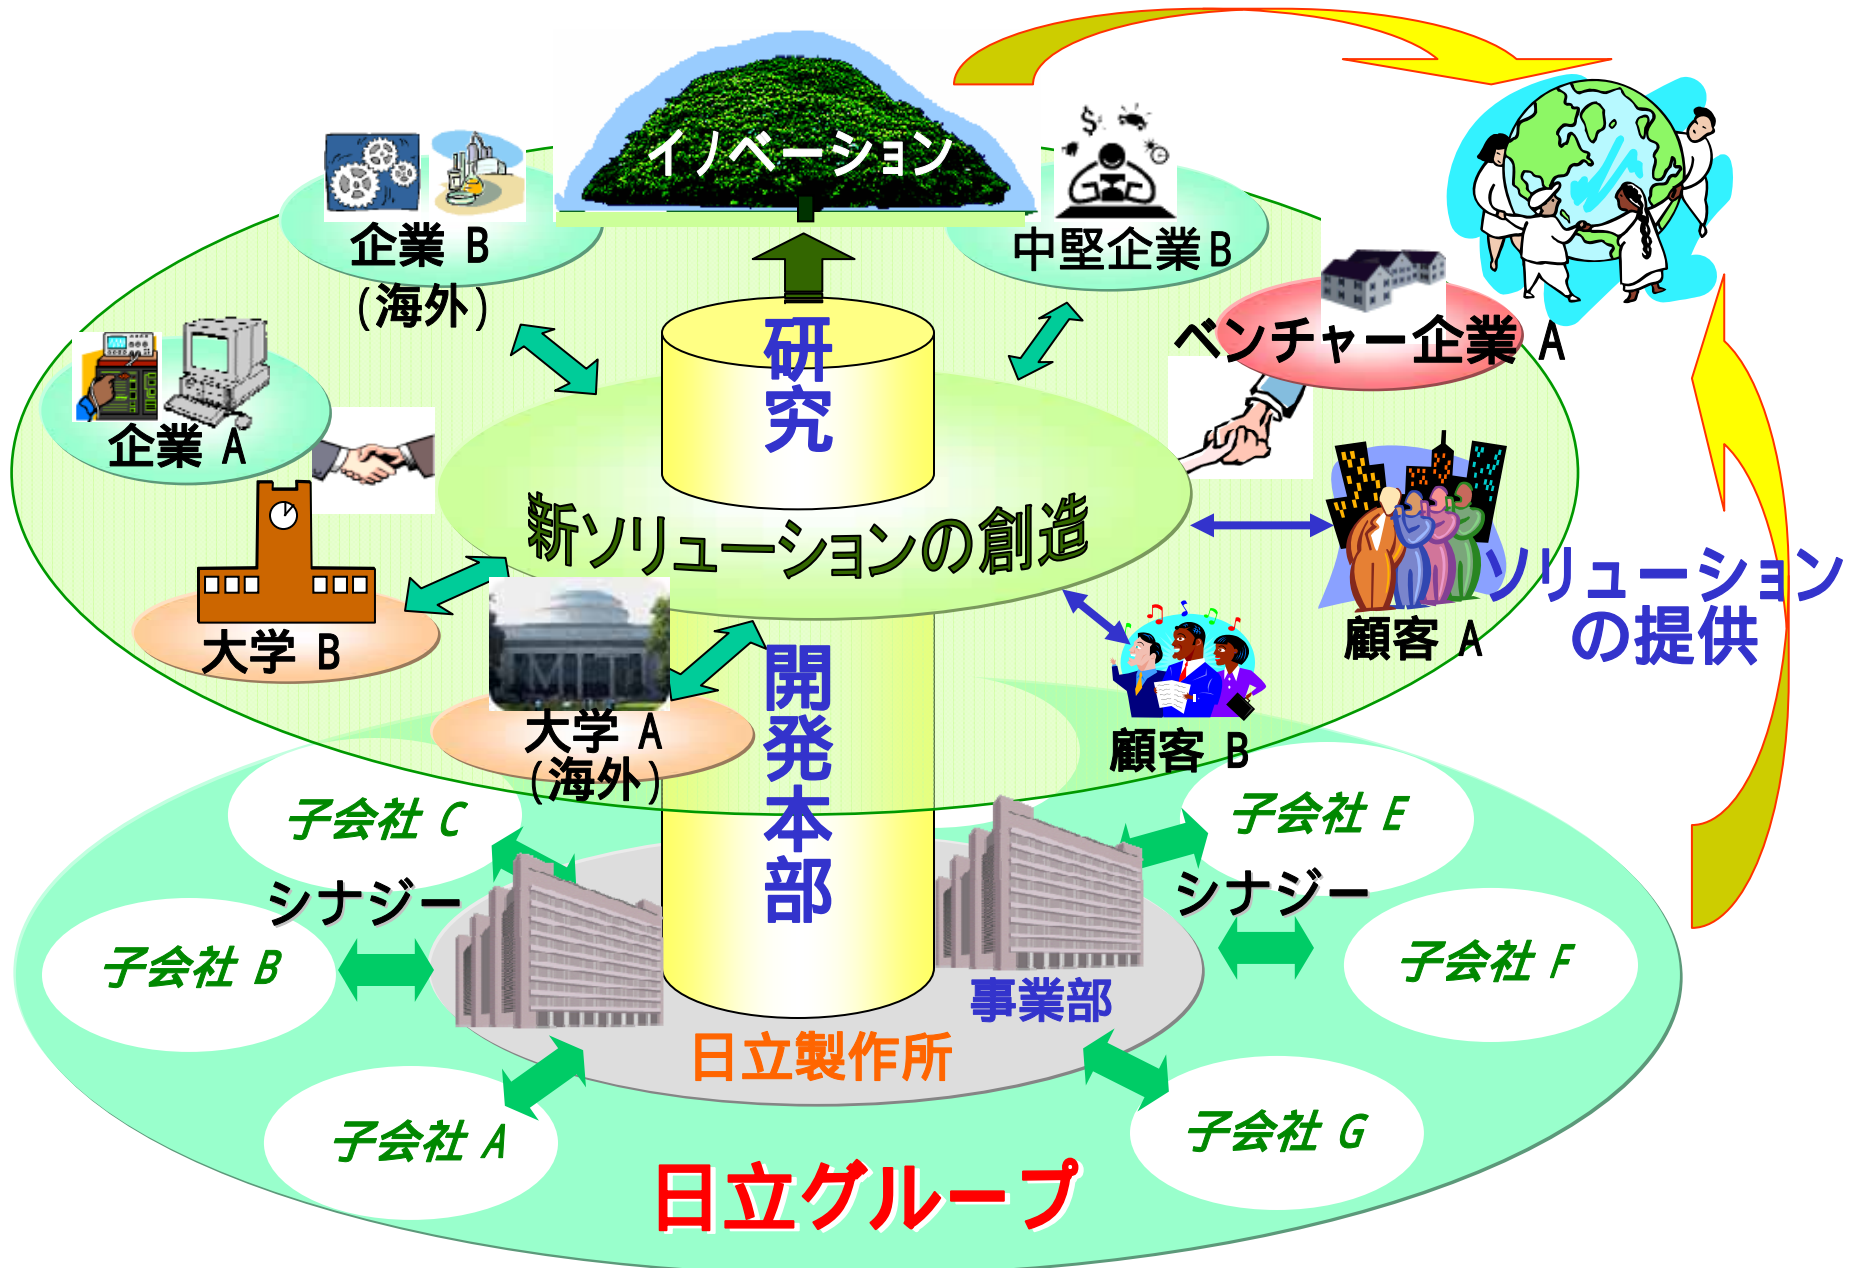 イノベーション
企業 B
(海外)
中堅企業B
ベンチャー企業 A
企業 A
研究
新ソリューションの創造
大学 B
大学 A
(海外)
顧客 A
顧客 B
ソリューション
の提供
開発本部
子会社 C
子会社 E
シナジー
シナジー
子会社 B
子会社 F
事業部
日立製作所
子会社 A
子会社 G
日立グループ